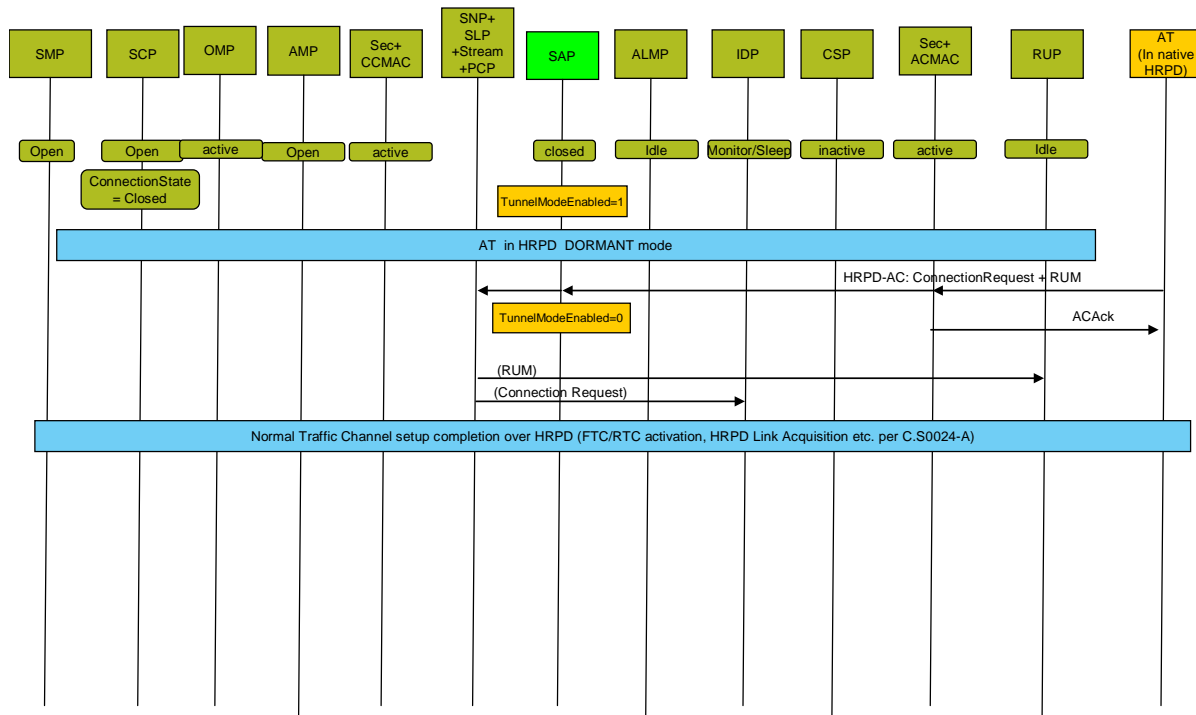 SMP
SCP
OMP
AMP
Sec+
CCMAC
SNP+
SLP
+Stream
+PCP
SAP
ALMP
IDP
CSP
Sec+
ACMAC
RUP
AT
(In native
HRPD)
Open
Open
active
Open
active
closed
Idle
Monitor/Sleep
inactive
active
Idle
ConnectionState
= Closed
TunnelModeEnabled=1
AT in HRPD DORMANT mode
HRPD-AC: ConnectionRequest + RUM
TunnelModeEnabled=0
ACAck
(RUM)
(Connection Request)
Normal Traffic Channel setup completion over HRPD (FTC/RTC activation, HRPD Link Acquisition etc. per C.S0024-A)